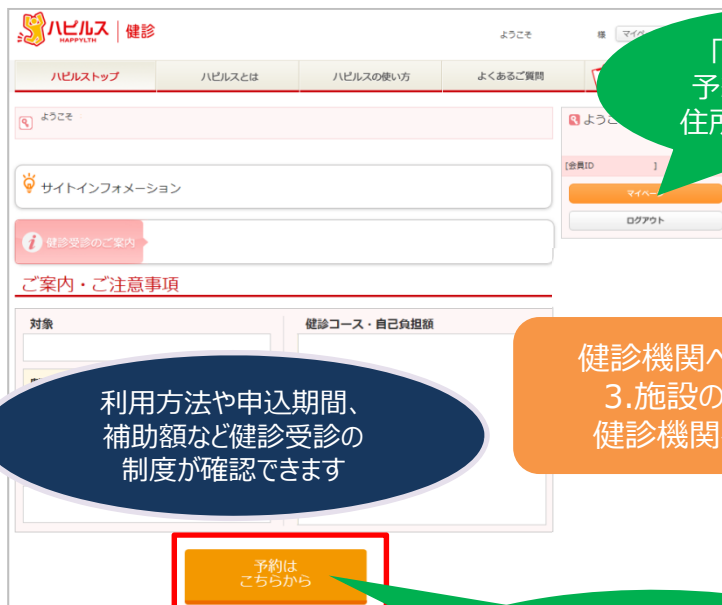 ハピルス 健診
HAPPYLTH
ようこそ
様
ハピルストップ
ハピルスとは
ハピルスの使い方
よくあるご質問
ようこそ
サイトインフォメーション
健診受診のご案内
ご案内・ご注意事項
対象
健診コース・自己負担額
利用方法や申込期間、
補助額など健診受診の
制度が確認できます
予約は
こちらから
「
予
住所
[会員ID ]
マイペー
ログアウト
健診機関へ
3.施設の
健診機関